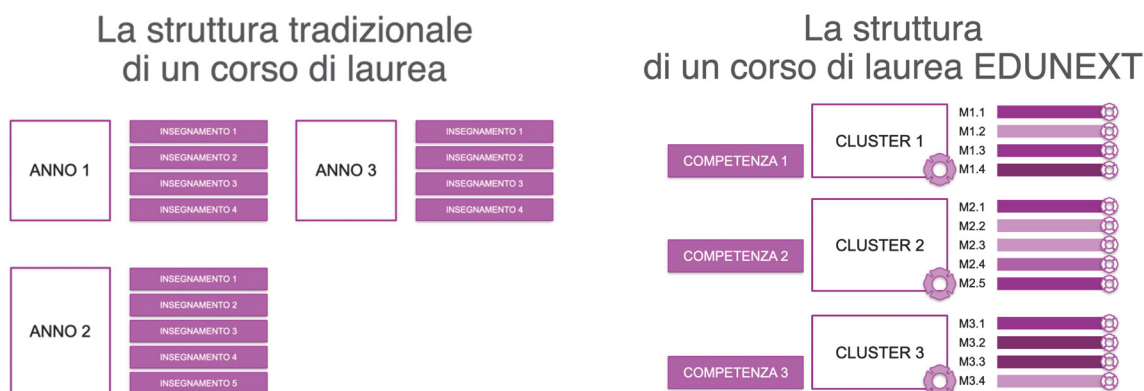 La struttura tradizionale
di un corso di laurea
ANNO 1
INSEGNAMENTO 1
INSEGNAMENTO 2
INSEGNAMENTO 3
INSEGNAMENTO 4
ANNO 3
INSEGNAMENTO 1
INSEGNAMENTO 2
INSEGNAMENTO 3
INSEGNAMENTO 4
ANNO 2
INSEGNAMENTO 1
INSEGNAMENTO 2
INSEGNAMENTO 3
INSEGNAMENTO 4
INSEGNAMENTO 5
La struttura
di un corso di laurea EDUNEXT
COMPETENZA 1
CLUSTER 1
M1.1
M1.2
M1.3
M1.4
COMPETENZA 2
CLUSTER 2
M2.1
M2.2
M2.3
M2.4
M2.5
COMPETENZA 3
CLUSTER 3
M3.1
M3.2
M3.3
M3.4